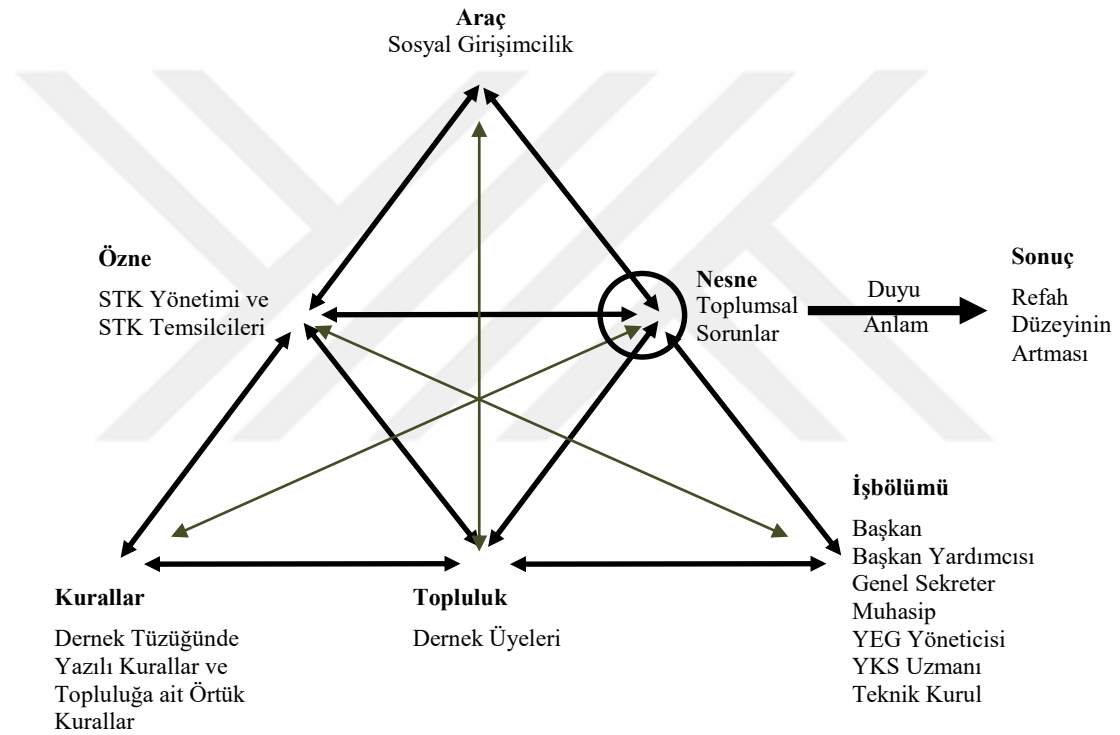 Araç
Sosyal Girişimcilik
Özne
STK Yönetimi ve
STK Temsilcileri
Nesne
Toplumsal
Sorunlar
Duyu
Anlam
Sonuç
Refah
Düzeyinin
Artması
Kurallar
Dernek Tüzüğünde
Yazılı Kurallar ve
Topluluğa ait Örtük
Kurallar
Topluluk
Dernek Üyeleri
İşbölümü
Başkan
Başkan Yardımcısı
Genel Sekreter
Muhasip
YEG Yöneticisi
YKS Uzmanı
Teknik Kurul